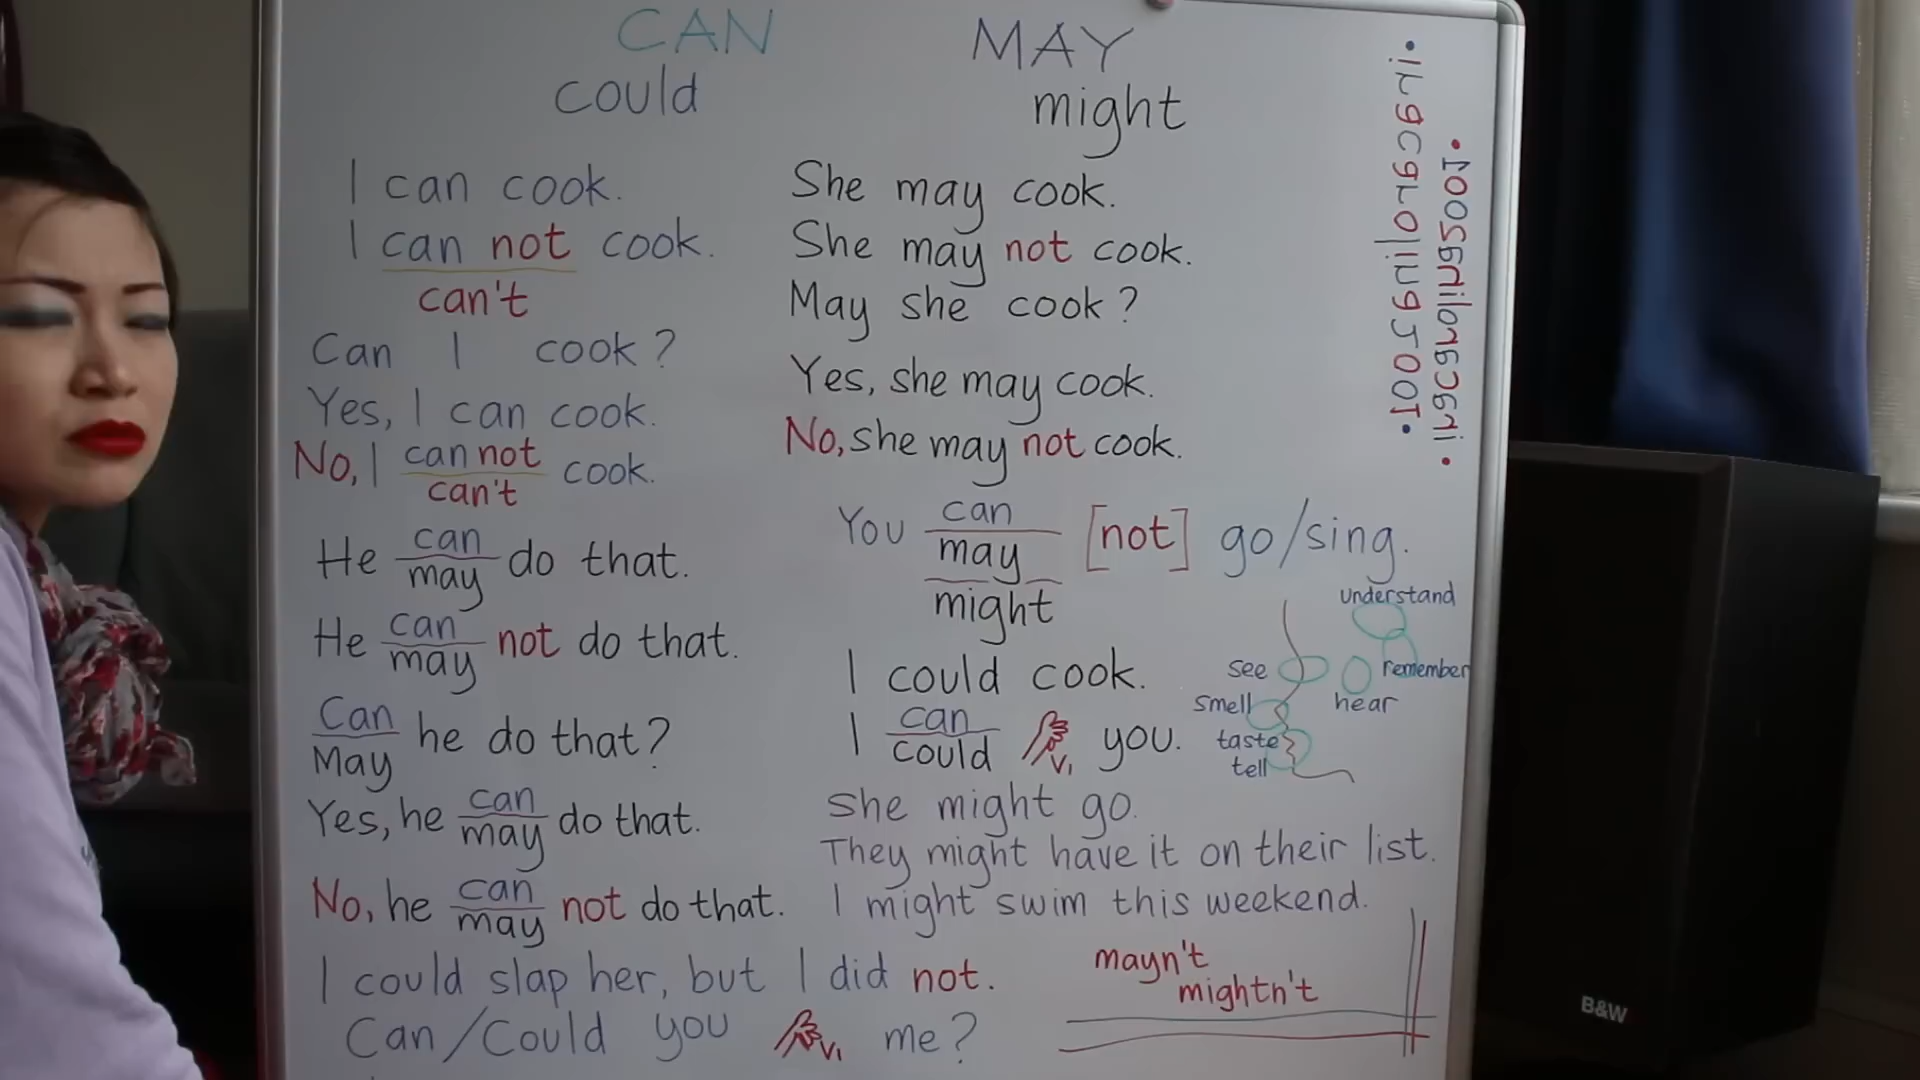 CAN
could
I can cook.
I can not cook.
can't
Can I cook?
Yes, I can cook.
No, I can not cook.
can't
He can do that.
may
He can not do that.
may
Can he do that?
May
Yes, he can do that.
may
No, he can not do that.
may
I could slap her, but I did not.
Can/Could you V₁ me?
MAY
might
She may cook.
She may not cook.
May she cook?
Yes, she may cook.
No, she may not cook.
You can [not] go/sing.
may
might
I could cook.
I can V₁ you.
could
She might go.
They might have it on their list.
I might swim this weekend.
mayn't
mightn't
understand
see
remember
smell
hear
taste
tell
B&W